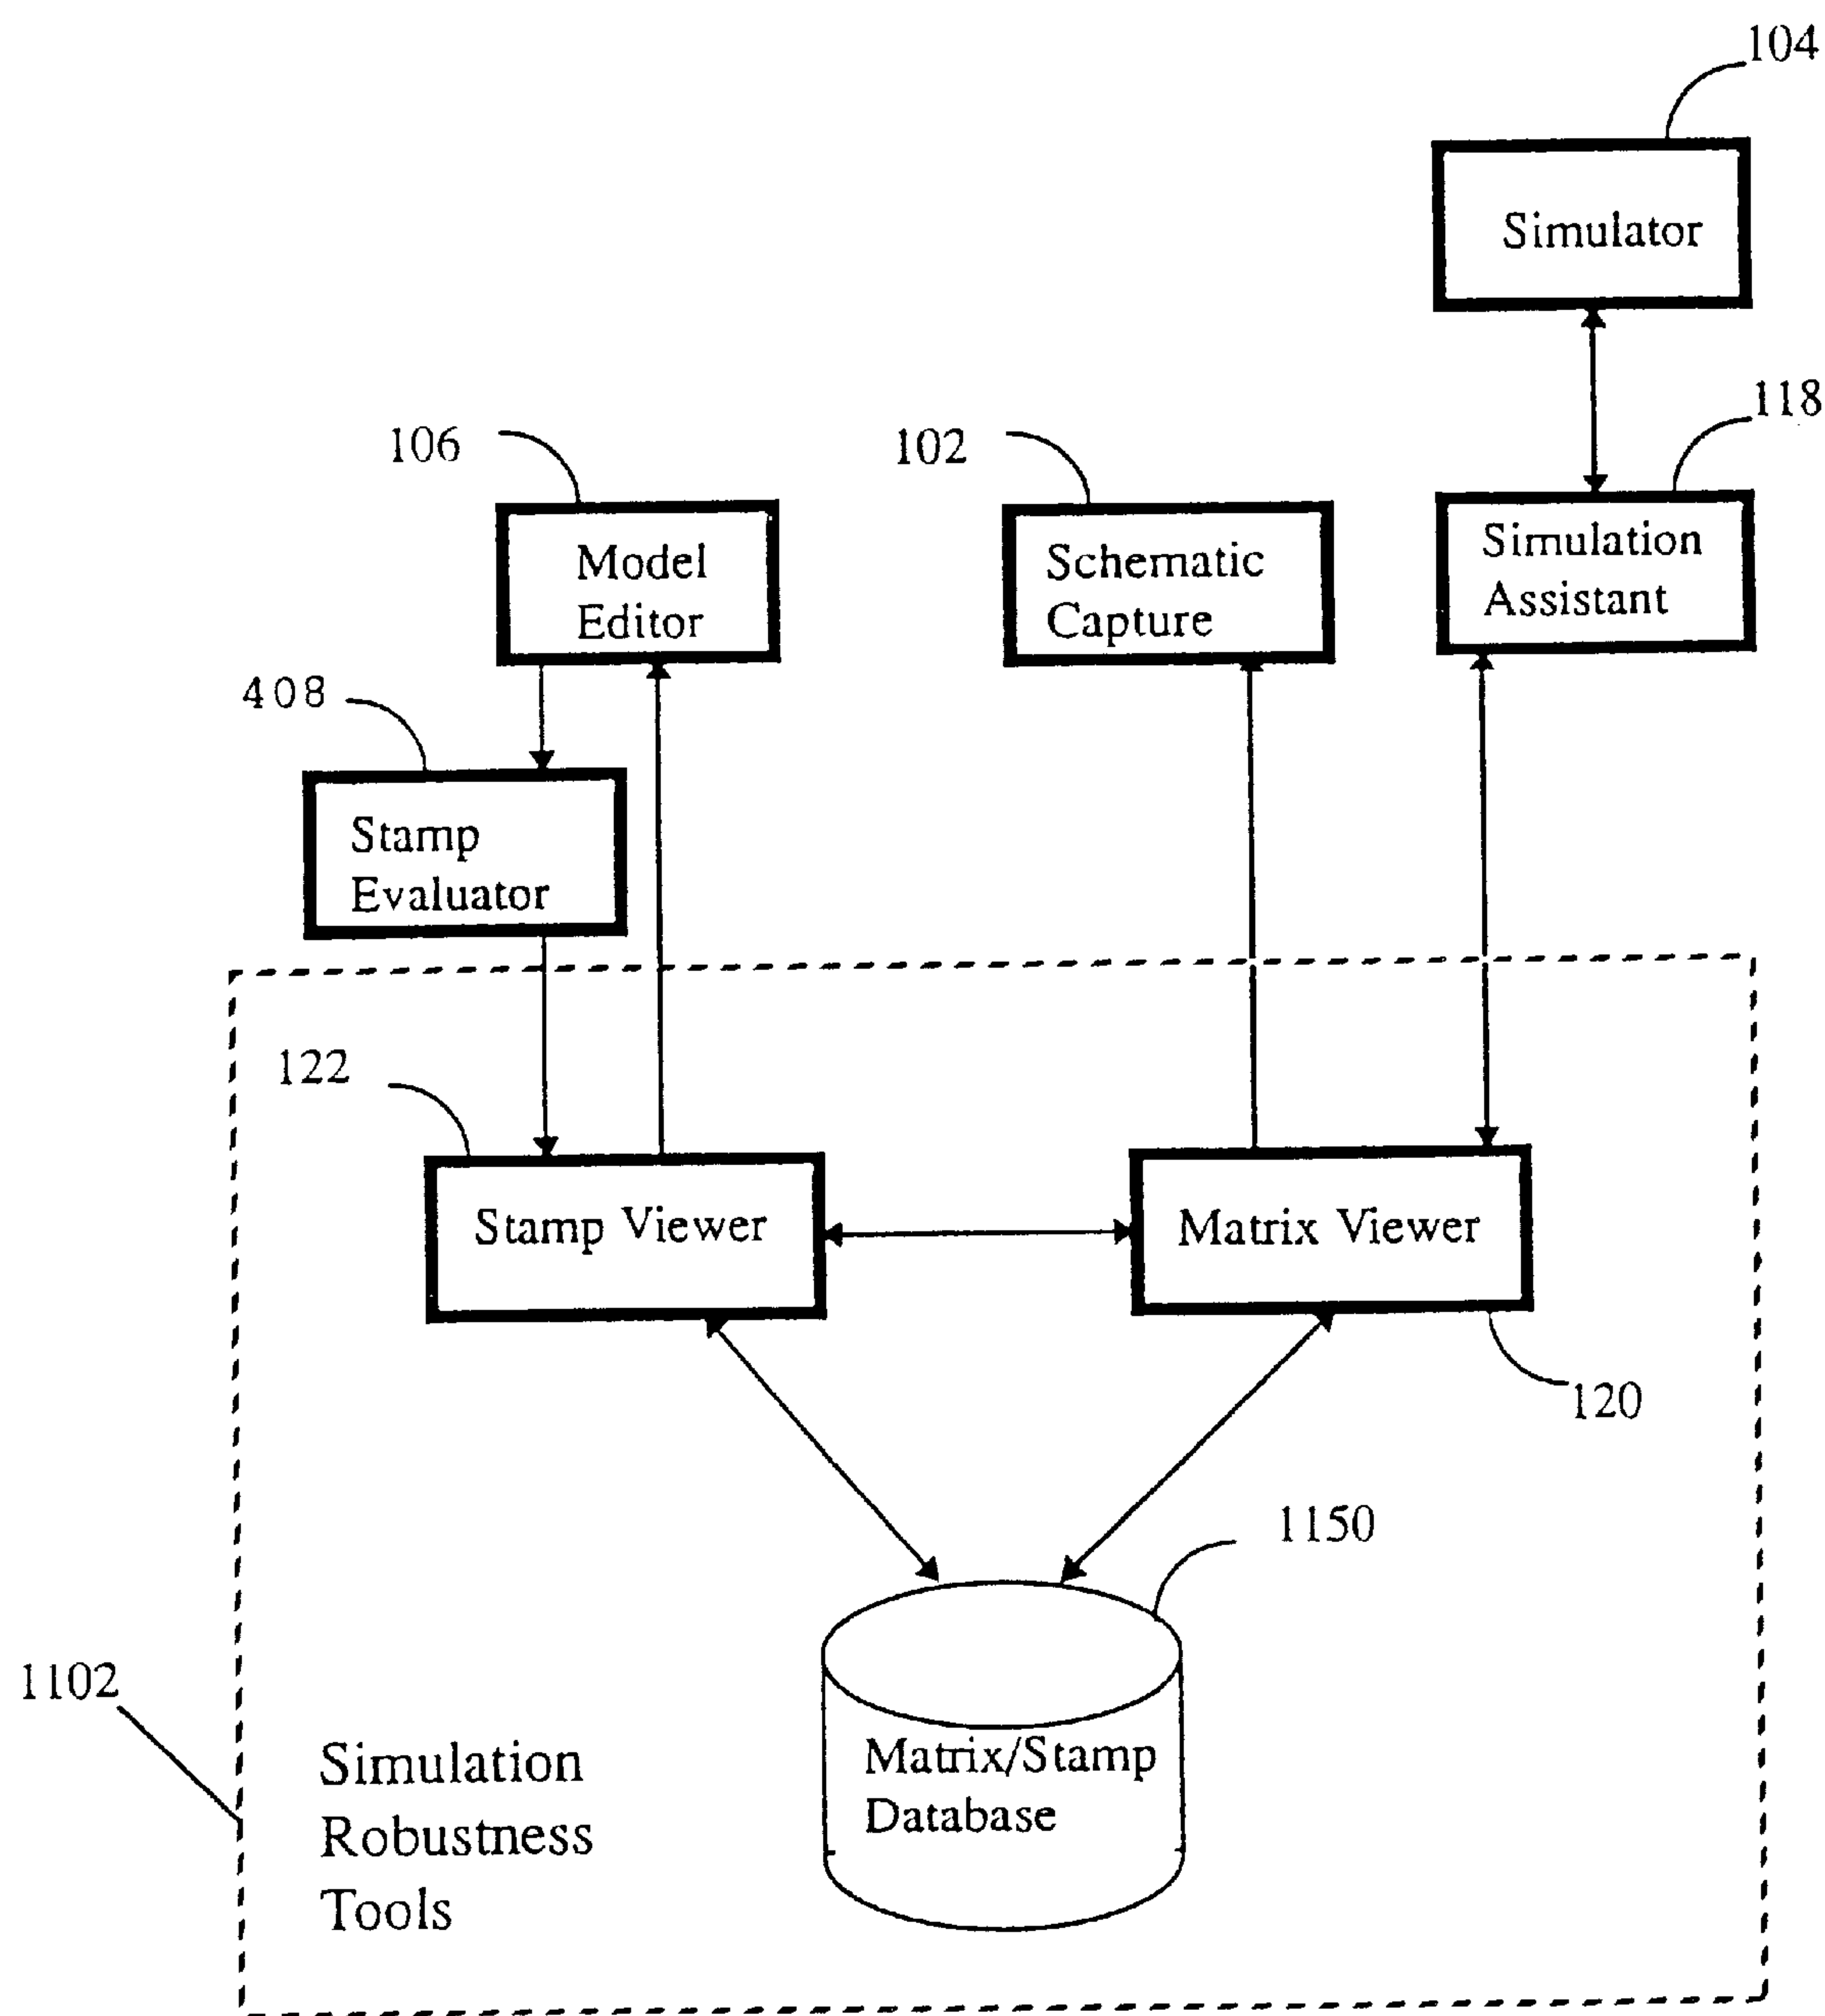 104
Simulator
118
106
102
Model
Editor
Schematic
Capture
Simulation
Assistant
408
Stamp
Evaluator
122
Stamp Viewer
Matrix Viewer
120
1150
1102
Matrix/Stamp
Database
Simulation
Robustness
Tools